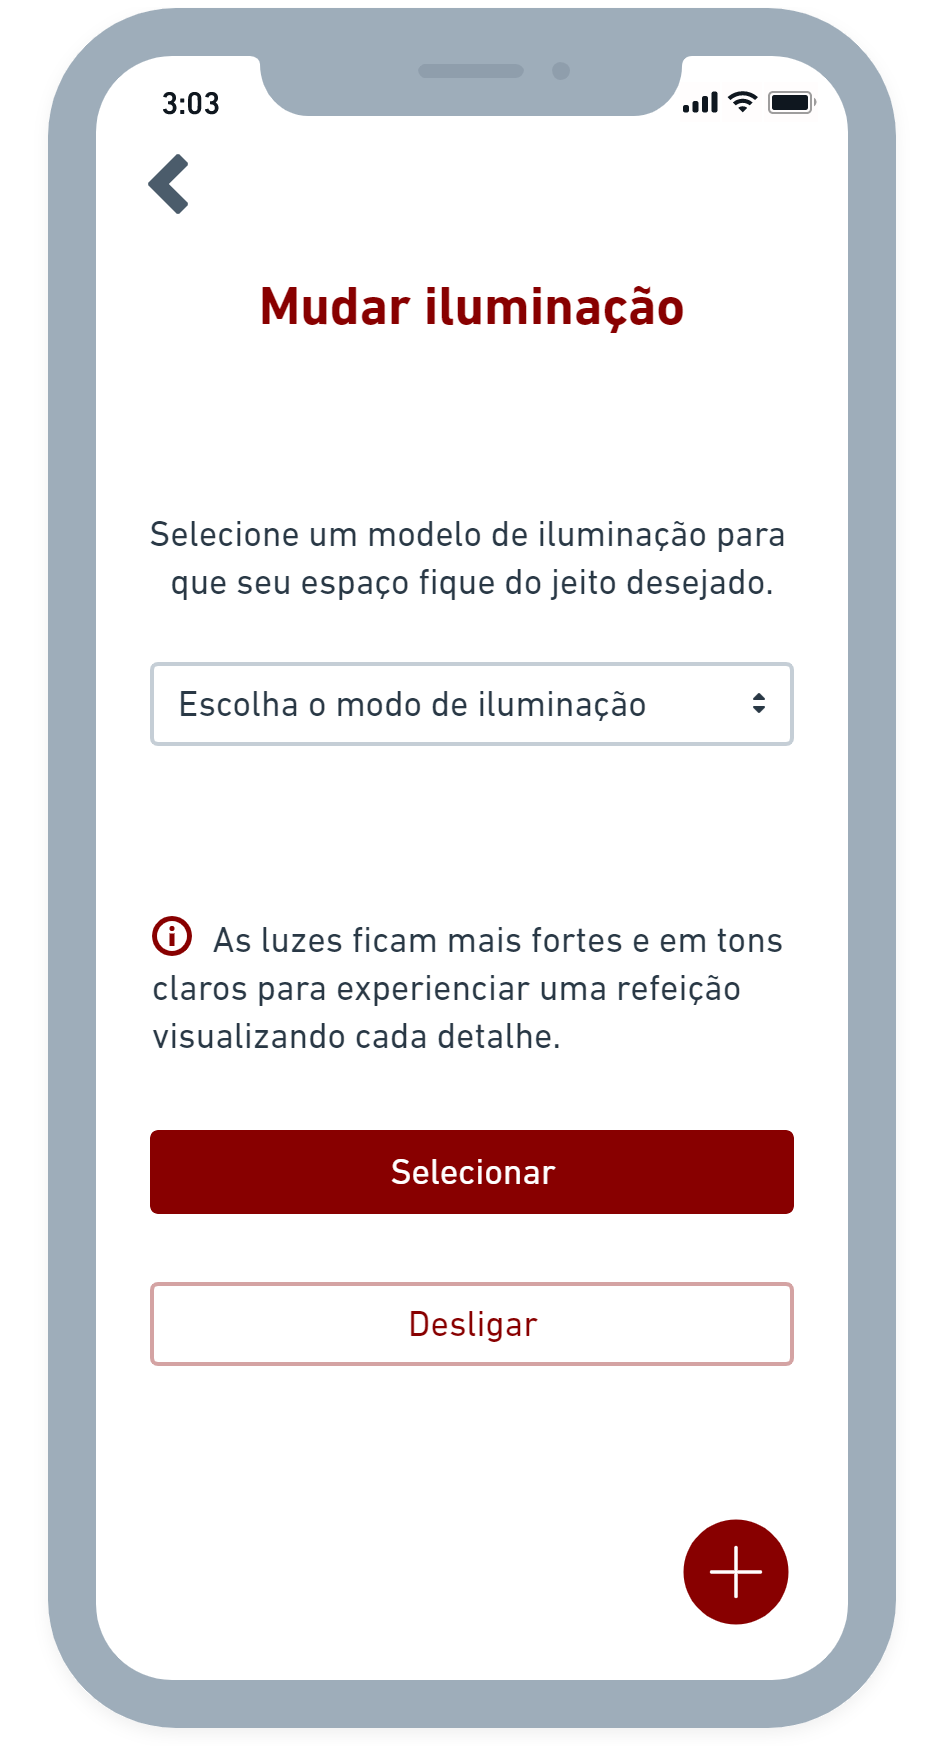 3:03
Mudar iluminação
Selecione um modelo de iluminação para
que seu espaço fique do jeito desejado.
Escolha o modo de iluminação
As luzes ficam mais fortes e em tons
claros para experienciar uma refeição
visualizando cada detalhe.
Selecionar
Desligar